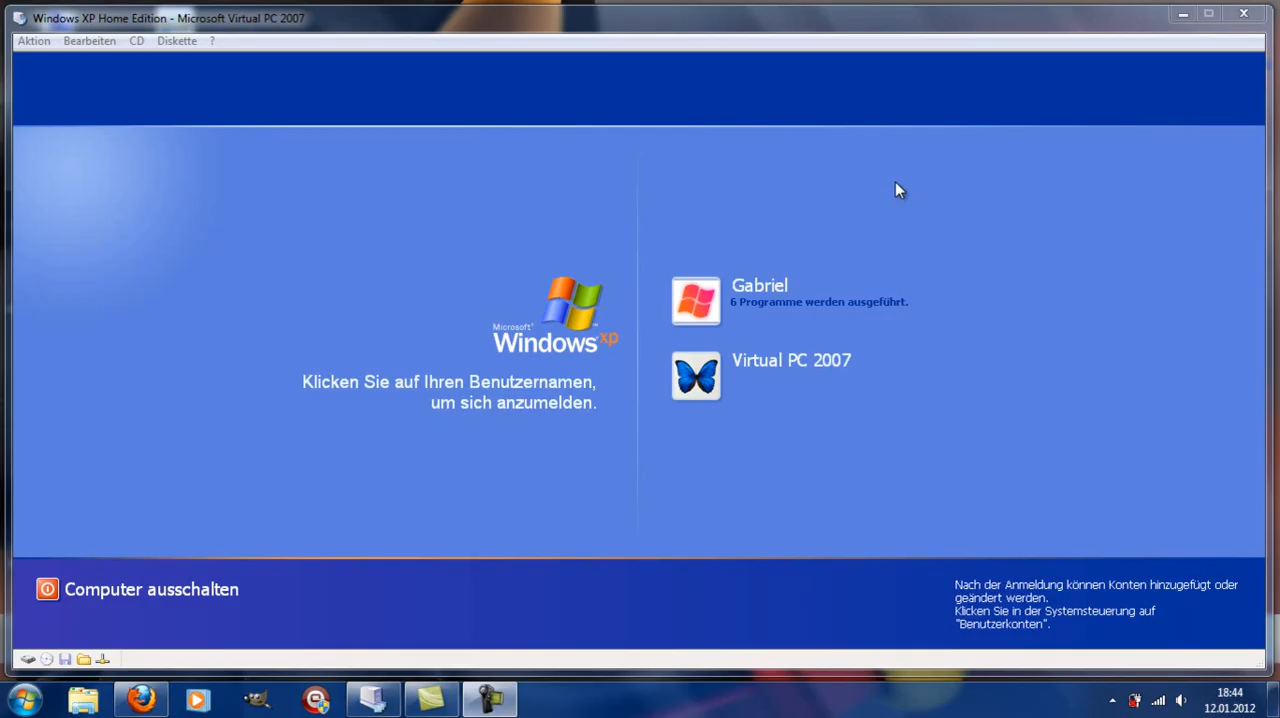 Windows XP Home Edition - Microsoft Virtual PC 2007
Aktion Bearbeiten CD Diskette ?
Gabriel
6 Programme werden ausgeführt.
Microsoft®
Windows xp
Virtual PC 2007
Klicken Sie auf Ihren Benutzernamen,
um sich anzumelden.
Computer ausschalten
Nach der Anmeldung können Konten hinzugefügt oder
geändert werden.
Klicken Sie in der Systemsteuerung auf
"Benutzerkonten".
18:44
12.01.2012